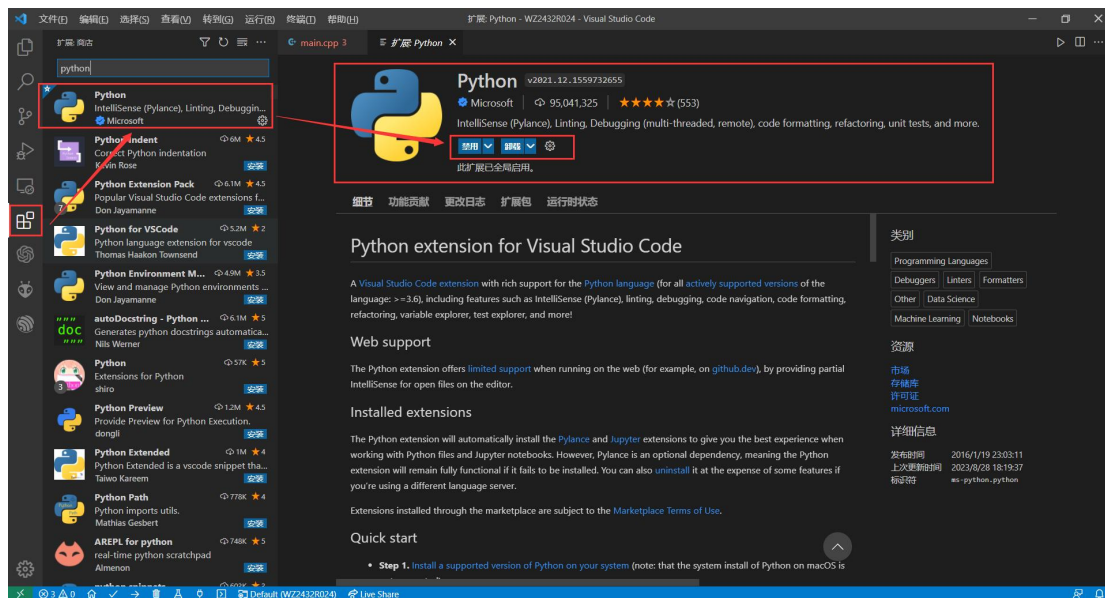 文件(F) 编辑(E) 选择(S) 查看(V) 转到(G) 运行(R) 终端(T) 帮助(H)
扩展: Python - WZ2432R024 - Visual Studio Code
扩展: 商店
main.cpp 3
扩展: Python
python
Python
IntelliSense (Pylance), Linting, Debuggin...
Microsoft
Python Indent 6M 4.5
Correct Python indentation
Kevin Rose 安装
Python Extension Pack 6.1M 4.5
Popular Visual Studio Code extensions f...
Don Jayamanne 安装
7
Python for VSCode 5.2M 2
Python language extension for vscode
Thomas Haakon Townsend 安装
Python Environment M... 4.9M 3.5
View and manage Python environments ...
Don Jayamanne 安装
autoDocstring - Python ... 6.1M 5
Generates python docstrings automatica...
Nils Werner 安装
""" doc """
Python 57K 5
Extensions for Python
shiro 安装
3
Python Preview 1.2M 4.5
Provide Preview for Python Execution.
dongli 安装
Python Extended 1M 4
Python Extended is a vscode snippet tha...
Taiwo Kareem 安装
Python Path 778K 4
Python imports utils.
Mathias Gesbert 安装
AREPL for python 748K 5
real-time python scratchpad
Almenon 安装
Python v2021.12.1559732655
Microsoft 95,041,325 (553)
IntelliSense (Pylance), Linting, Debugging (multi-threaded, remote), code formatting, refactoring, unit tests, and more.
禁用 卸载
此扩展已全局启用。
细节 功能贡献 更改日志 扩展包 运行时状态
Python extension for Visual Studio Code
A Visual Studio Code extension with rich support for the Python language (for all actively supported versions of the
language: >=3.6), including features such as IntelliSense (Pylance), linting, debugging, code navigation, code formatting,
refactoring, variable explorer, test explorer, and more!
Web support
The Python extension offers limited support when running on the web (for example, on github.dev), by providing partial
IntelliSense for open files on the editor.
Installed extensions
The Python extension will automatically install the Pylance and Jupyter extensions to give you the best experience when
working with Python files and Jupyter notebooks. However, Pylance is an optional dependency, meaning the Python
extension will remain fully functional if it fails to be installed. You can also uninstall it at the expense of some features if
you're using a different language server.
Extensions installed through the marketplace are subject to the Marketplace Terms of Use.
Quick start
• Step 1. Install a supported version of Python on your system (note: that the system install of Python on macOS is
类别
Programming Languages
Debuggers Linters Formatters
Other Data Science
Machine Learning Notebooks
资源
市场
存储库
许可证
microsoft.com
详细信息
发布时间 2016/1/19 23:03:11
上次更新时间 2023/8/28 18:19:37
标识符 ms-python.python
3 0 Default (WZ2432R024) Live Share